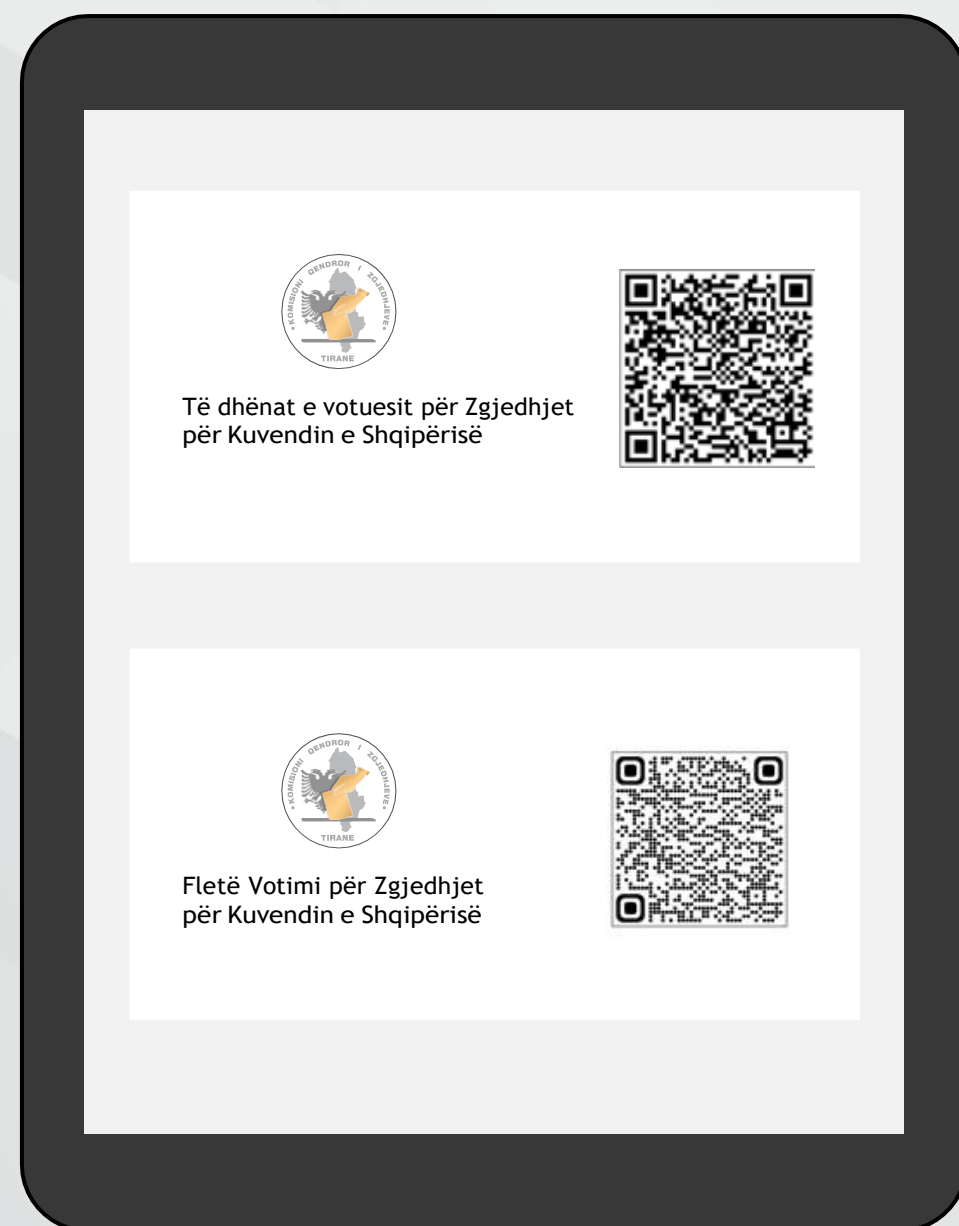 KOMISIONI QENDROR I ZGJEDHJEVE
TIRANE
Të dhënat e votuesit për Zgjedhjet
për Kuvendin e Shqipërisë
KOMISIONI QENDROR I ZGJEDHJEVE
TIRANE
Fletë Votimi për Zgjedhjet
për Kuvendin e Shqipërisë